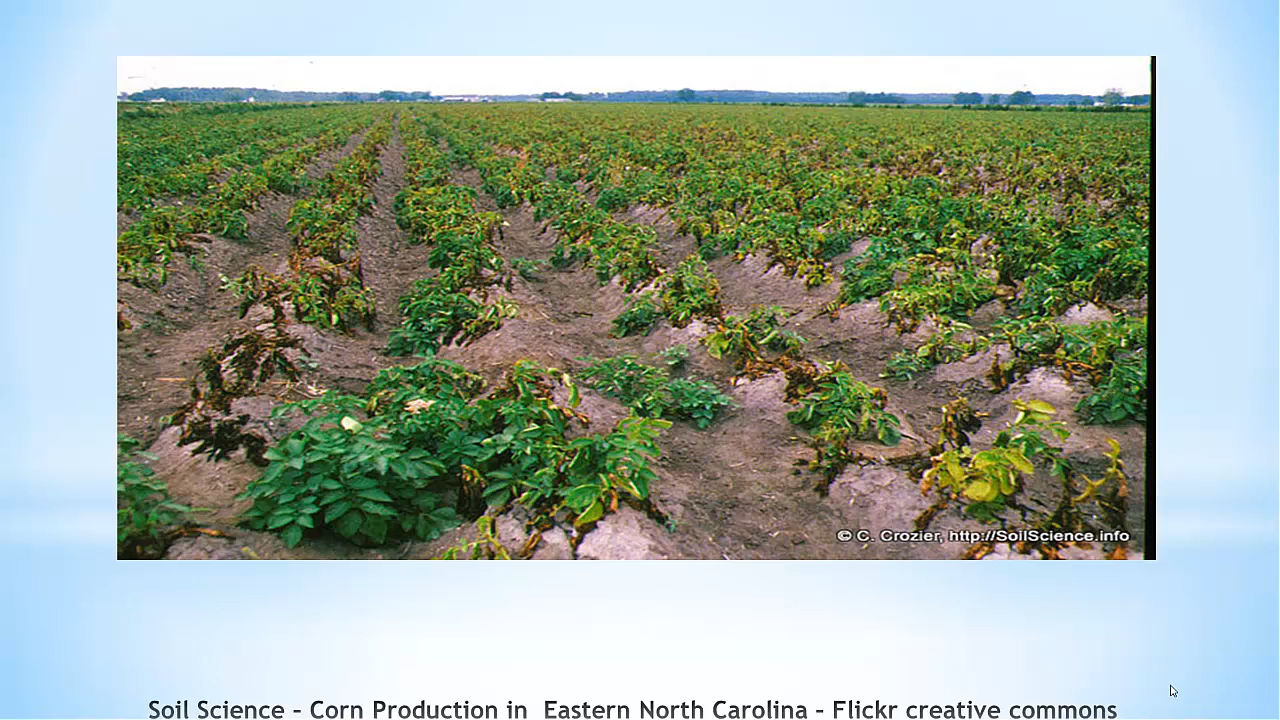 © C. Crozier, http://SoilScience.info
Soil Science - Corn Production in  Eastern North Carolina - Flickr creative commons